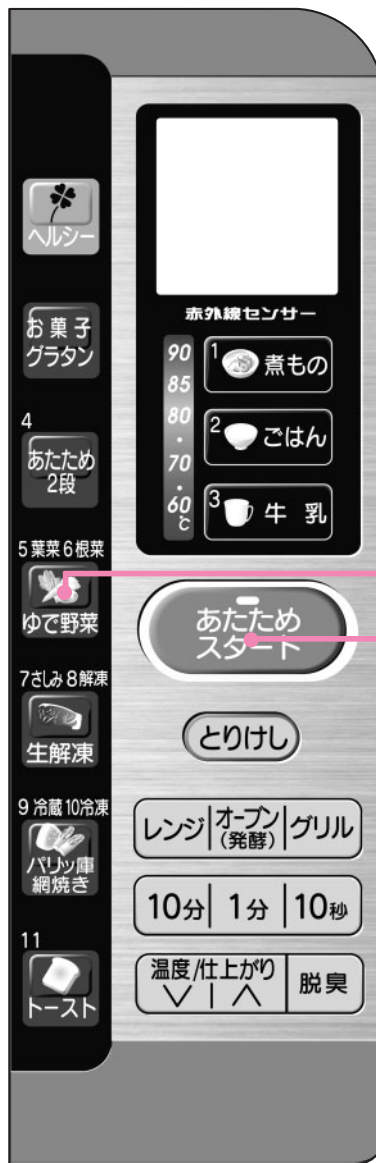 ヘルシー
お菓子
グラタン
4
あたため
2段
5葉菜6根菜
ゆで野菜
7さしみ8解凍
生解凍
9冷蔵10冷凍
パリッ庫
網焼き
11
トースト
赤外線センサー
90
85
80
・
70
・
60
℃
1 煮もの
2 ごはん
3 牛乳
あたため
スタート
とりけし
レンジ
オーブン
(発酵)
グリル
10分 1分 10秒
温度/仕上がり
脱臭